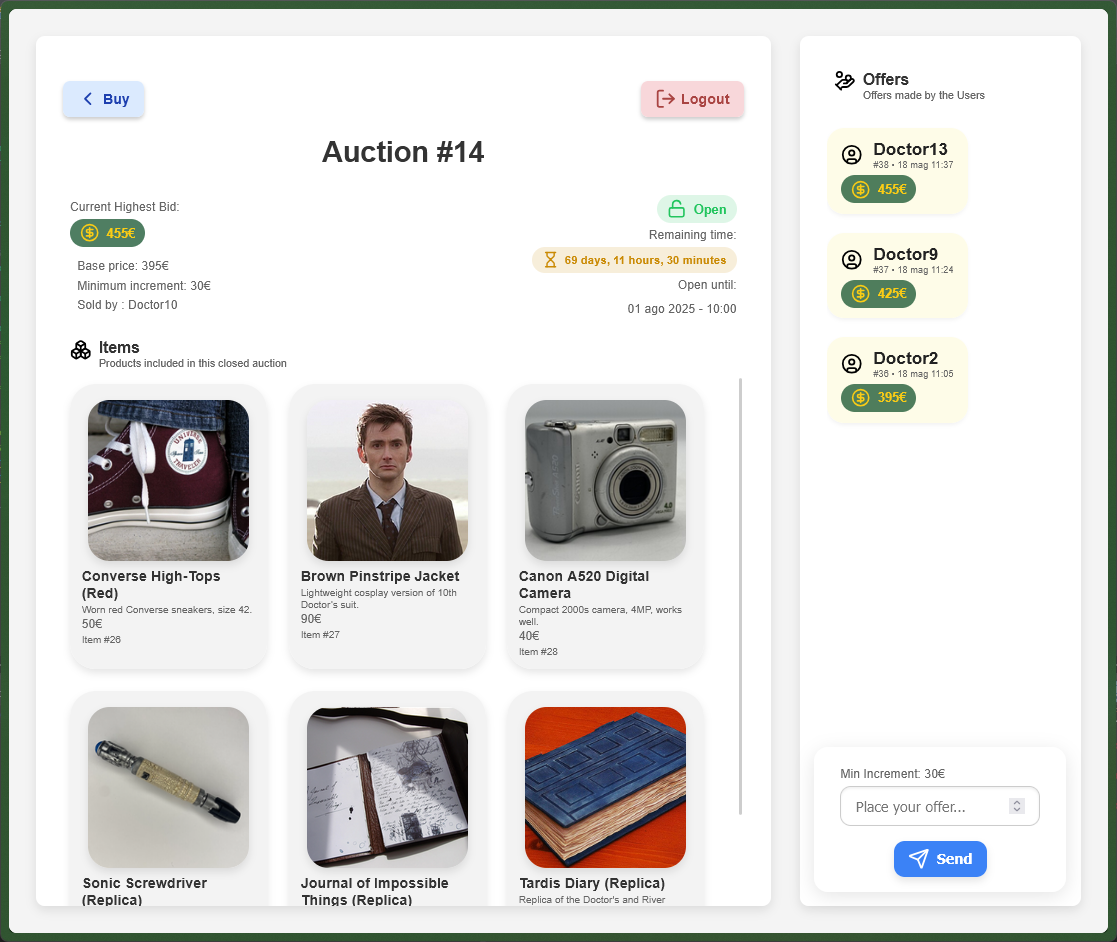 Buy
Logout
Auction #14
Current Highest Bid:
455€
Base price: 395€
Minimum increment: 30€
Sold by : Doctor10
Open
Remaining time:
69 days, 11 hours, 30 minutes
Open until:
01 ago 2025 - 10:00
Items
Products included in this closed auction
UNIVERSE
TRAVELER
Converse High-Tops
(Red)
Worn red Converse sneakers, size 42.
50€
Item #26
Brown Pinstripe Jacket
Lightweight cosplay version of 10th
Doctor's suit.
90€
Item #27
Canon A520 Digital
Camera
Compact 2000s camera, 4MP, works
well.
40€
Item #28
Sonic Screwdriver
(Replica)
Journal of Impossible
Things (Replica)
Tardis Diary (Replica)
Replica of the Doctor's and River
Offers
Offers made by the Users
Doctor13
#38 • 18 mag 11:37
455€
Doctor9
#37 • 18 mag 11:24
425€
Doctor2
#36 • 18 mag 11:05
395€
Min Increment: 30€
Place your offer...
Send